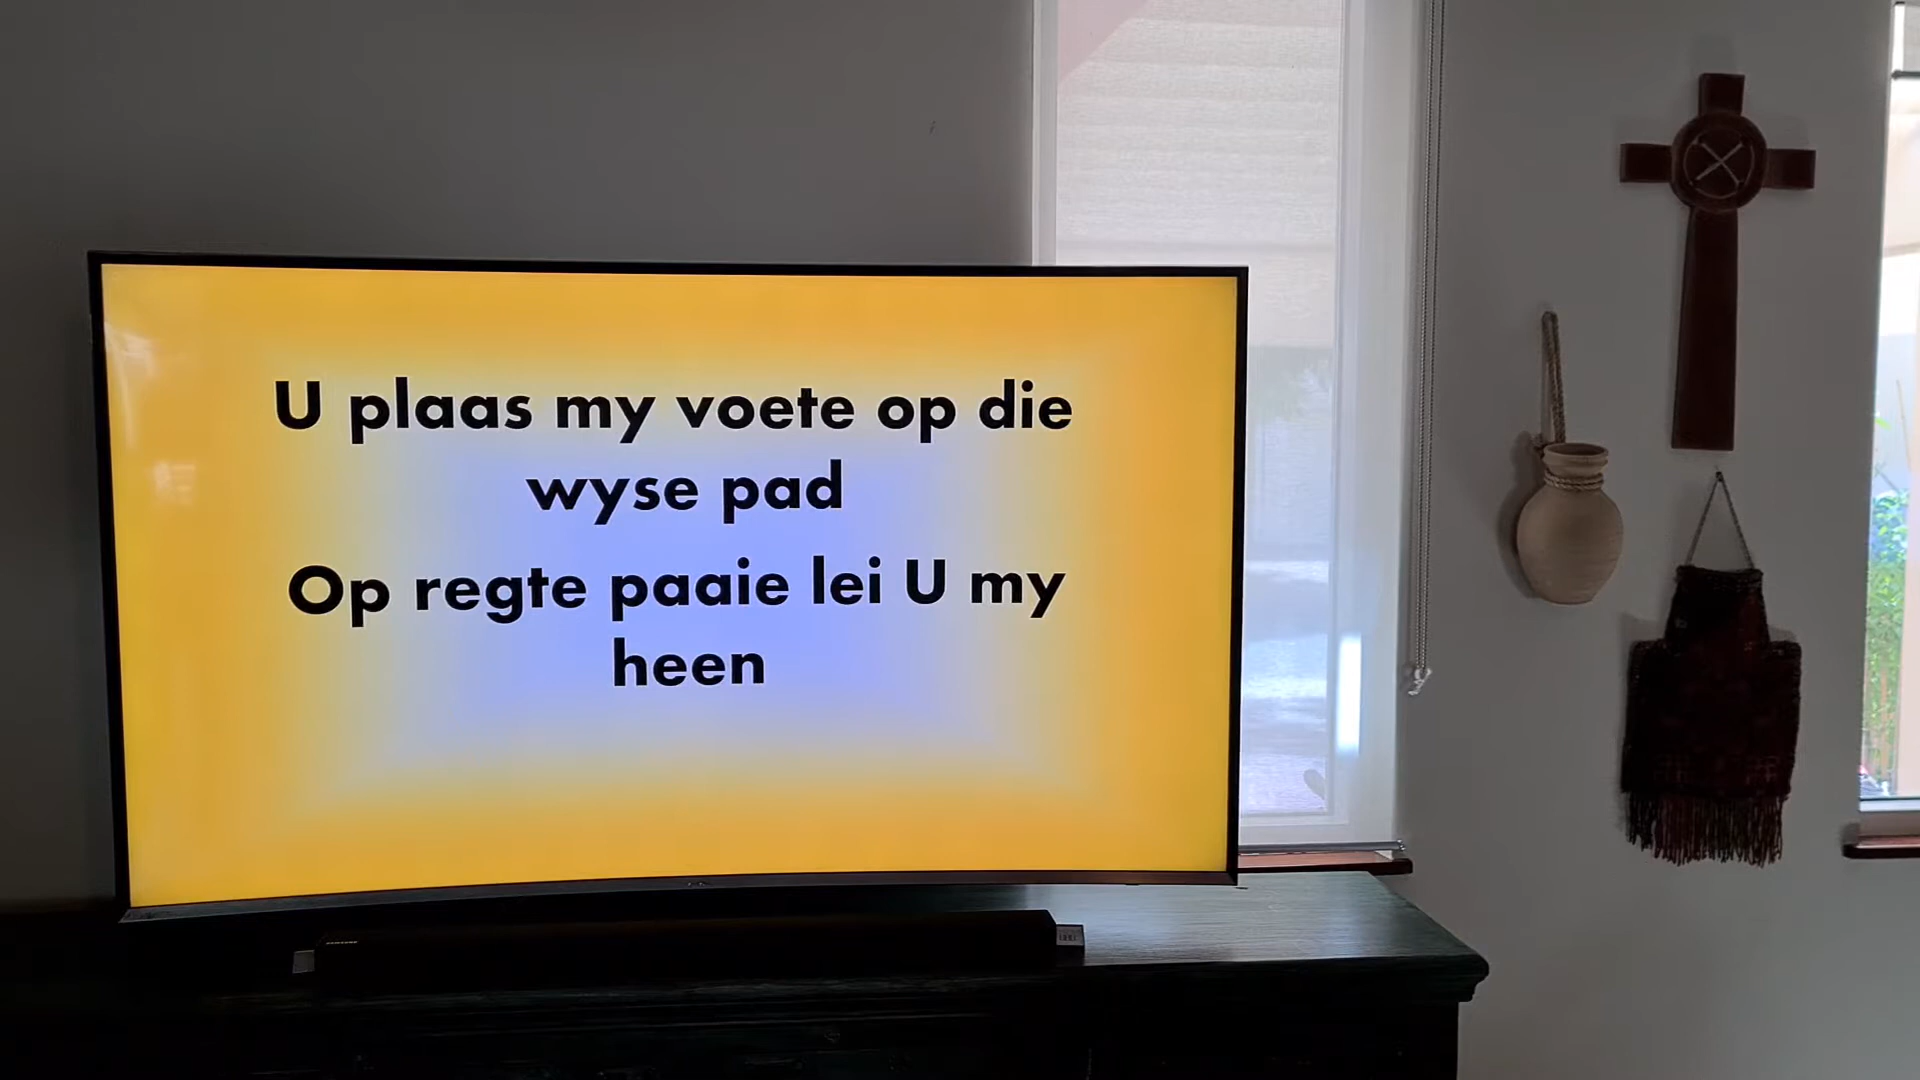 U plaas my voete op die
wyse pad
Op regte paaie lei U my
heen